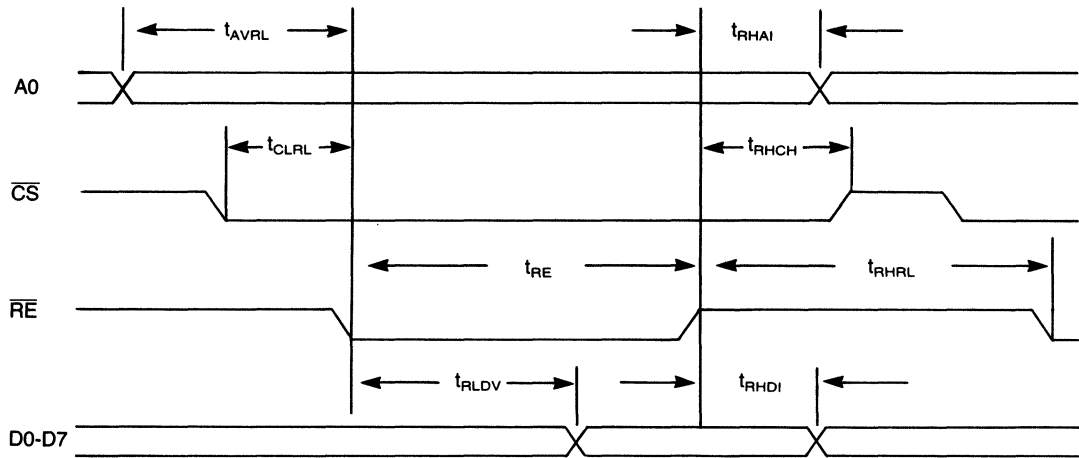 tAVRL
tRHAI
A0
tCLRL
tRHCH
CS
tRE
tRHRL
RE
tRLDV
tRHDI
D0-D7